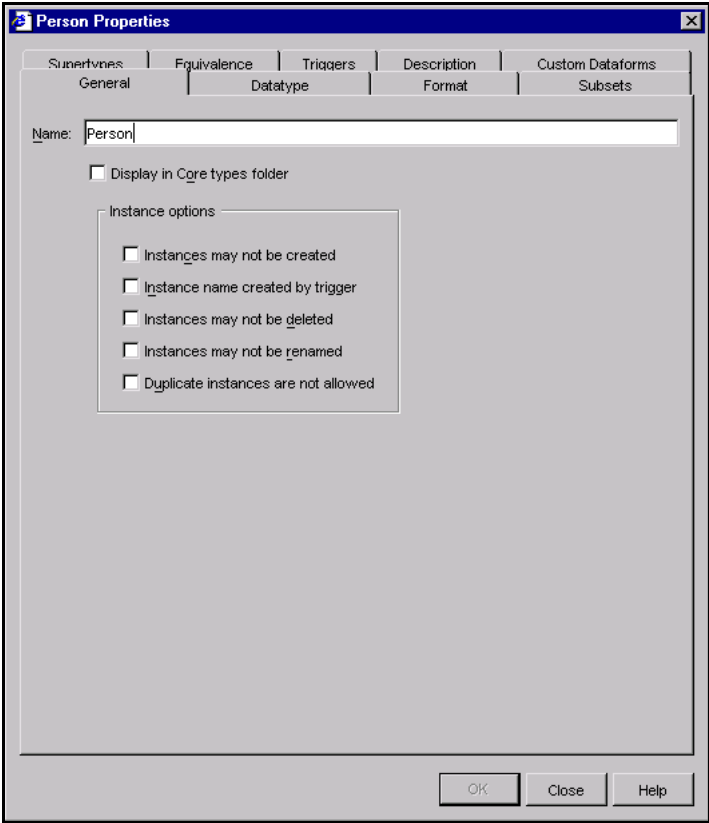 Person Properties
Supertypes Equivalence Triggers Description Custom Dataforms
General Datatype Format Subsets
Name: Person
Display in Core types folder
Instance options
Instances may not be created
Instance name created by trigger
Instances may not be deleted
Instances may not be renamed
Duplicate instances are not allowed
OK Close Help